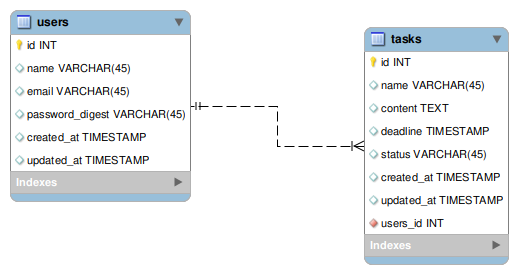 users
id INT
name VARCHAR(45)
email VARCHAR(45)
password_digest VARCHAR(45)
created_at TIMESTAMP
updated_at TIMESTAMP
Indexes
tasks
id INT
name VARCHAR(45)
content TEXT
deadline TIMESTAMP
status VARCHAR(45)
created_at TIMESTAMP
updated_at TIMESTAMP
users_id INT
Indexes